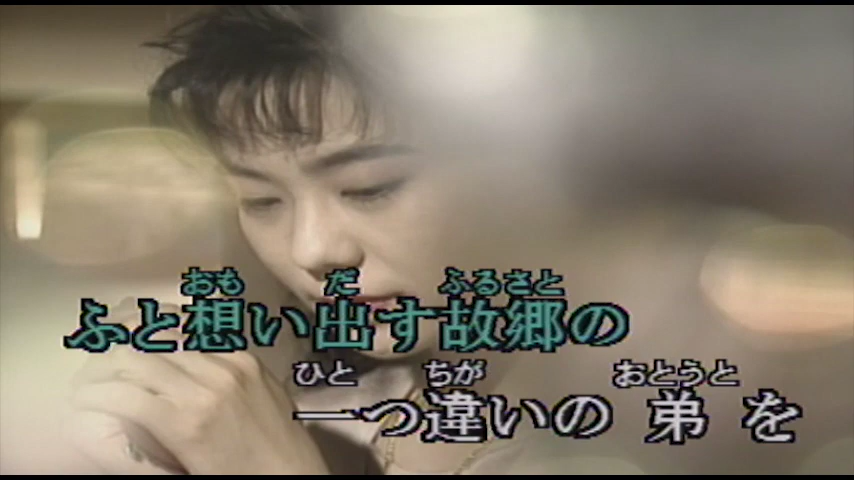 おも だ ふるさと
ふと想い出す故郷の
ひと ちが おとうと
一つ違いの 弟 を